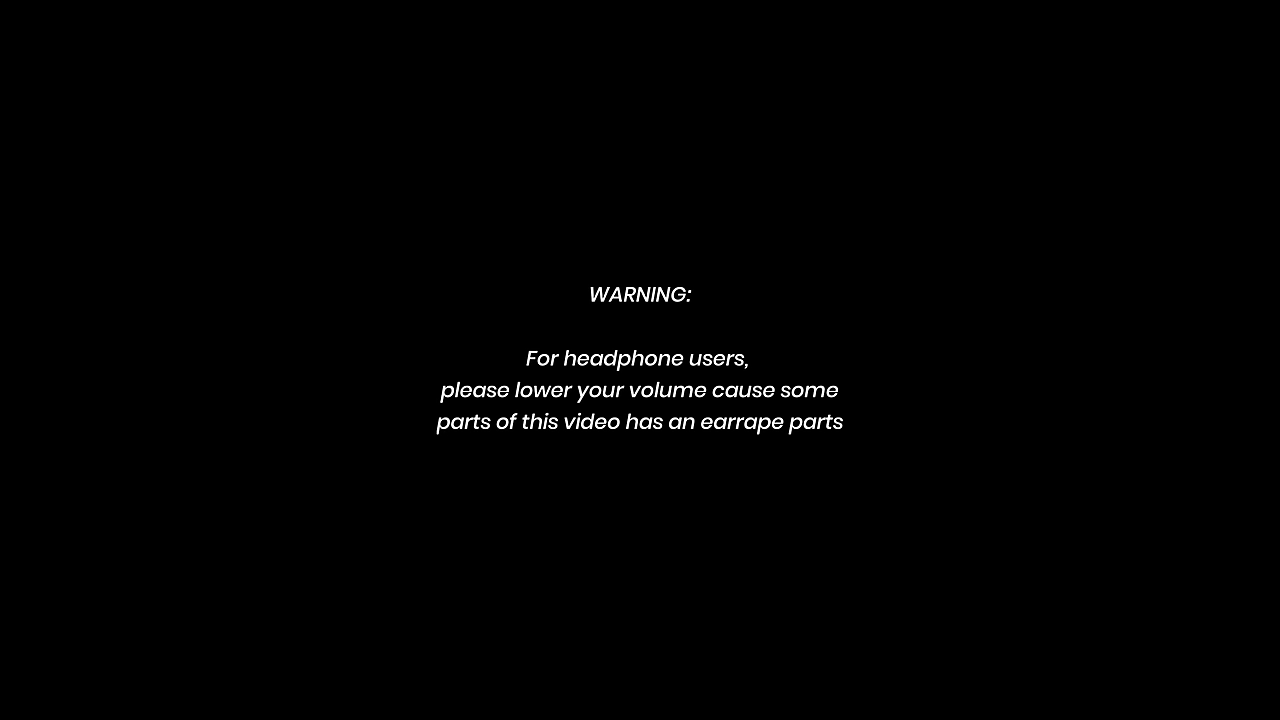 WARNING:
For headphone users,
please lower your volume cause some
parts of this video has an earrape parts